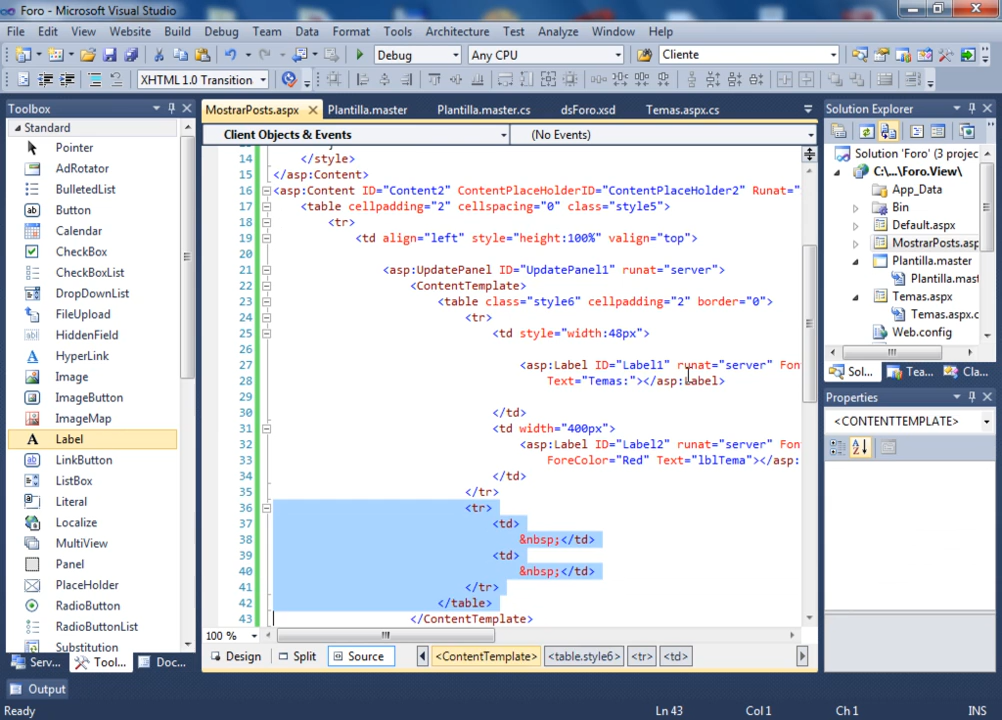 Foro - Microsoft Visual Studio
File Edit View Website Build Debug Team Data Format Tools Architecture Test Analyze Window Help
Debug Any CPU Cliente
XHTML 1.0 Transition
Toolbox
Standard
Pointer
AdRotator
BulletedList
Button
Calendar
CheckBox
CheckBoxList
DropDownList
FileUpload
HiddenField
HyperLink
Image
ImageButton
ImageMap
Label
LinkButton
ListBox
Literal
Localize
MultiView
Panel
PlaceHolder
RadioButton
RadioButtonList
Substitution
Serv... Tool... Doc...
MostrarPosts.aspx Plantilla.master Plantilla.master.cs dsForo.xsd Temas.aspx.cs
Client Objects & Events (No Events)
14 </style>
15 </asp:Content>
16 <asp:Content ID="Content2" ContentPlaceHolderID="ContentPlaceHolder2" Runat="
17 <table cellpadding="2" cellspacing="0" class="style5">
18 <tr>
19 <td align="left" style="height:100%" valign="top">
20
21 <asp:UpdatePanel ID="UpdatePanel1" runat="server">
22 <ContentTemplate>
23 <table class="style6" cellpadding="2" border="0">
24 <tr>
25 <td style="width:48px">
26
27 <asp:Label ID="Label1" runat="server" Fon
28 Text="Temas:"></asp:Label>
29
30 </td>
31 <td width="400px">
32 <asp:Label ID="Label2" runat="server" Fon
33 ForeColor="Red" Text="lblTema"></asp:
34 </td>
35 </tr>
36 <tr>
37 <td>
38 &nbsp;</td>
39 <td>
40 &nbsp;</td>
41 </tr>
42 </table>
43 </ContentTemplate>
100 %
Design Split Source <ContentTemplate> <table.style6> <tr> <td>
Solution Explorer
Solution 'Foro' (3 projec
C:\...\Foro.View\
App_Data
Bin
Default.aspx
MostrarPosts.asp
Plantilla.master
Plantilla.mast
Temas.aspx
Temas.aspx.c
Web.config
Sol... Tea... Cla...
Properties
<CONTENTTEMPLATE>
Output
Ready Ln 43 Col 1 Ch 1 INS